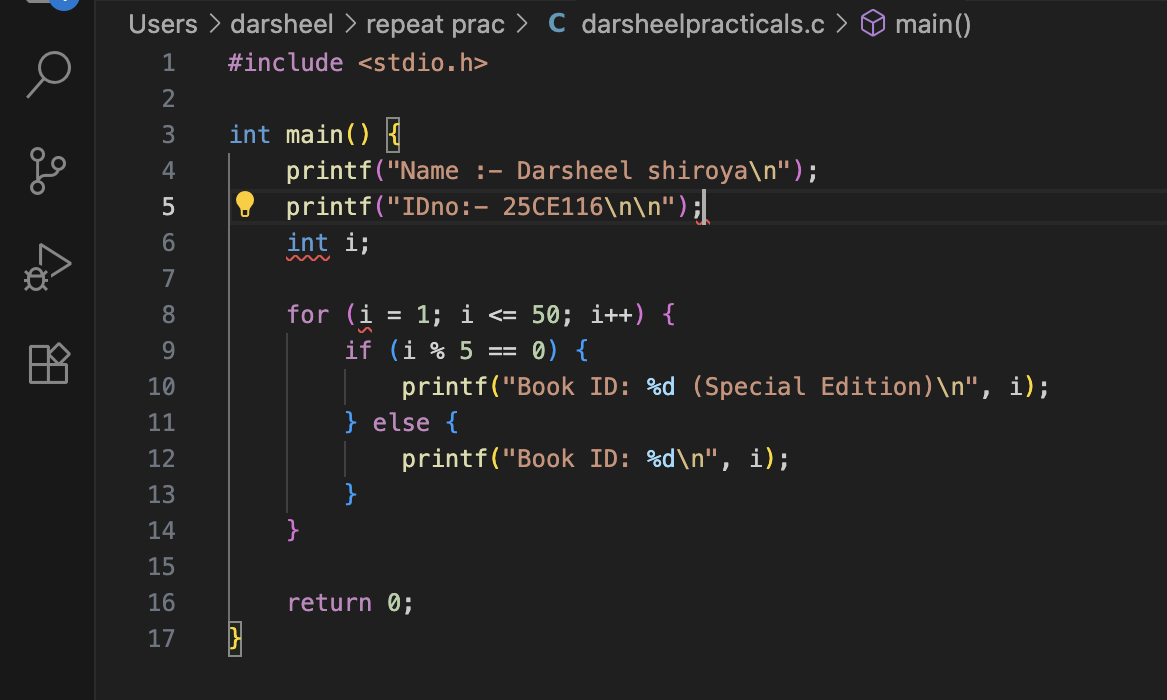 Users > darsheel > repeat prac > C darsheelpracticals.c > main()
1 #include <stdio.h>
2
3 int main() {
4     printf("Name :- Darsheel shiroya\n");
5     printf("IDno:- 25CE116\n\n");
6     int i;
7
8     for (i = 1; i <= 50; i++) {
9         if (i % 5 == 0) {
10             printf("Book ID: %d (Special Edition)\n", i);
11         } else {
12             printf("Book ID: %d\n", i);
13         }
14     }
15
16     return 0;
17 }